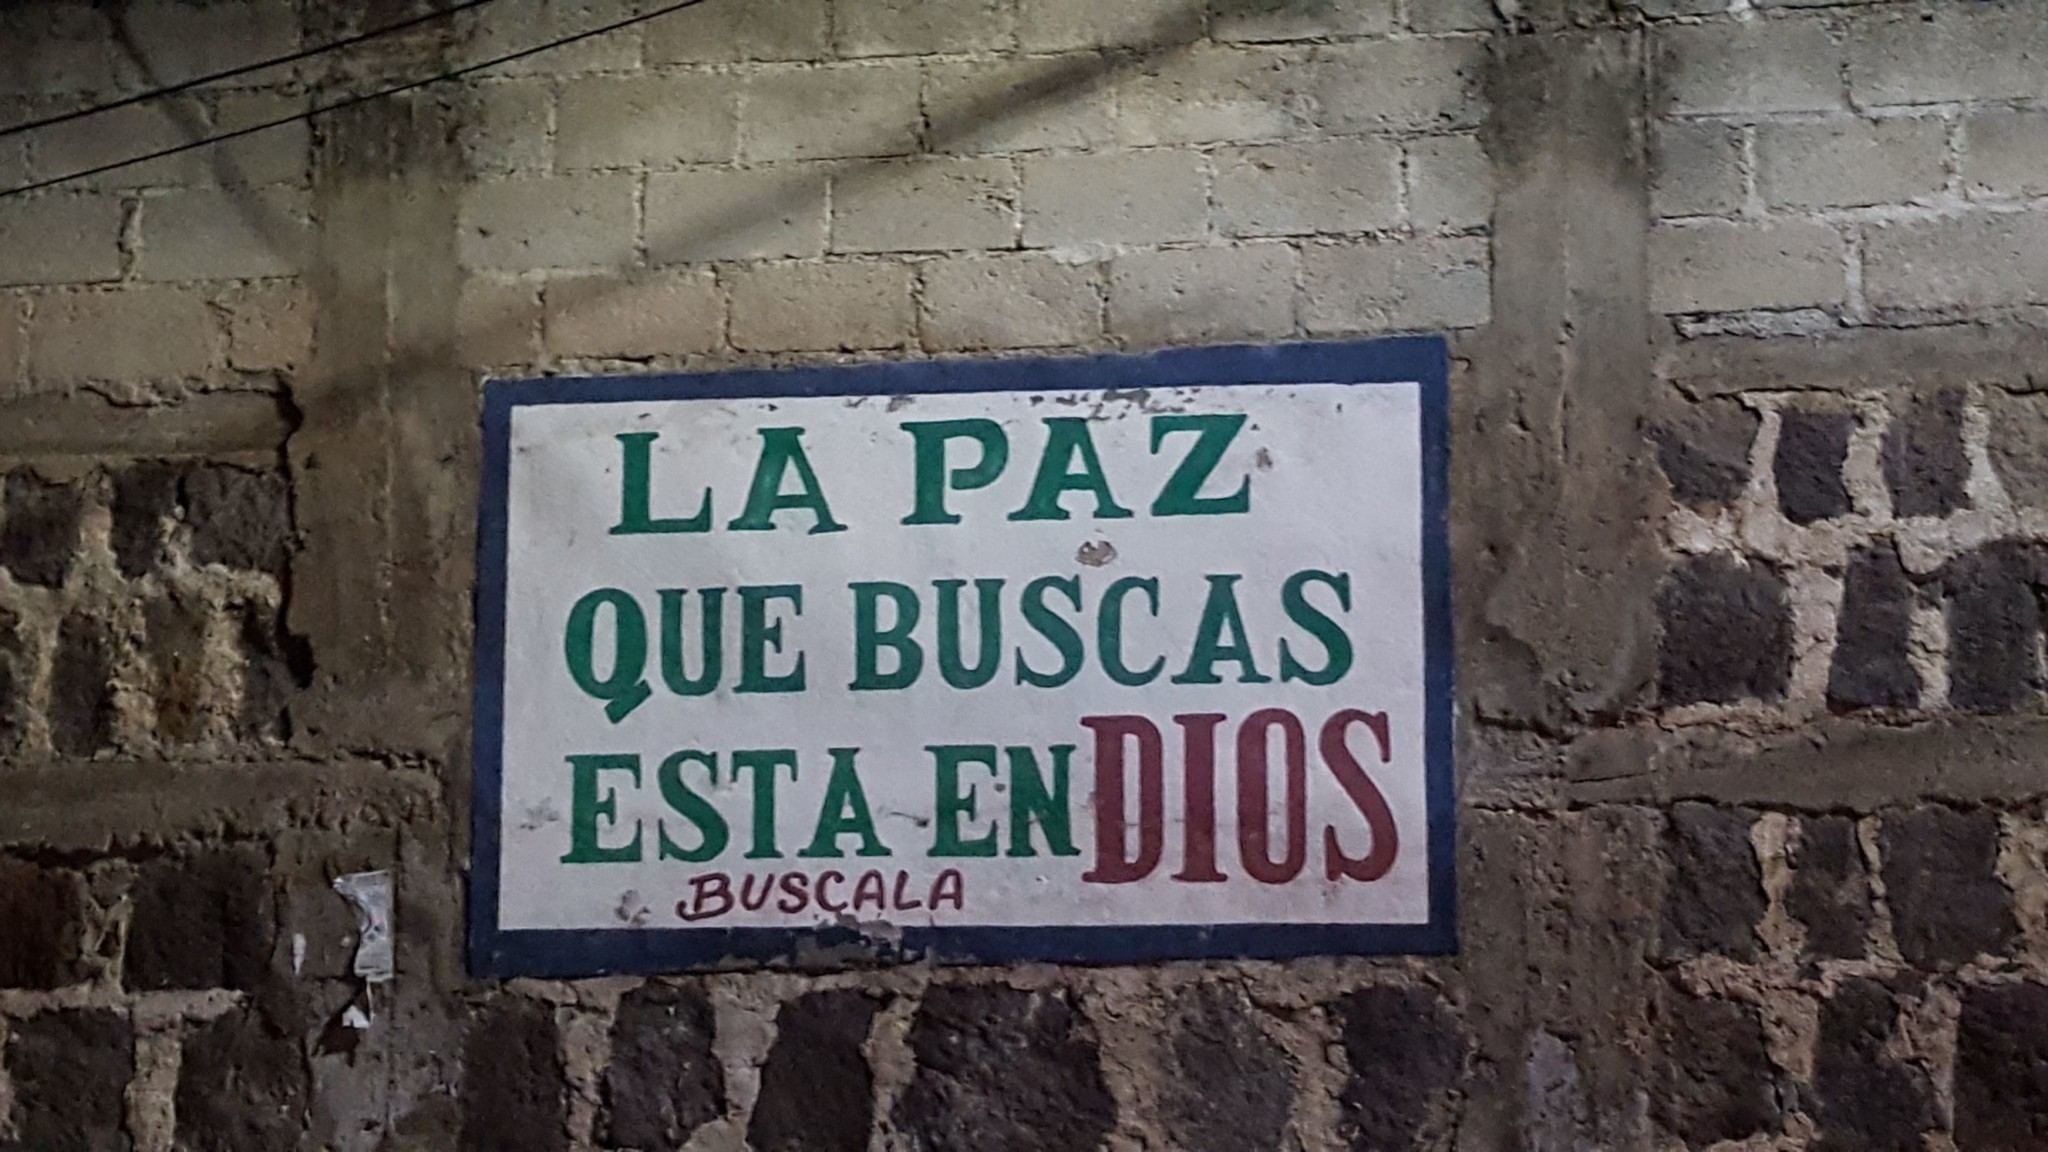 LA PAZ
QUE BUSCAS
ESTA EN DIOS
BUSCALA